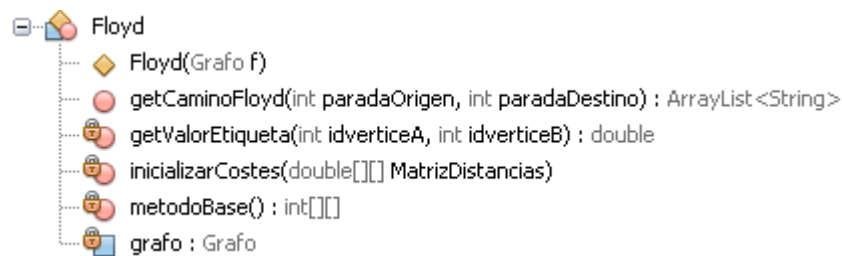 Floyd
Floyd(Grafo f)
getCaminoFloyd(int paradaOrigen, int paradaDestino) : ArrayList<String>
getValorEtiqueta(int idverticeA, int idverticeB) : double
inicializarCostes(double[][] MatrizDistancias)
metodoBase() : int[][]
grafo : Grafo